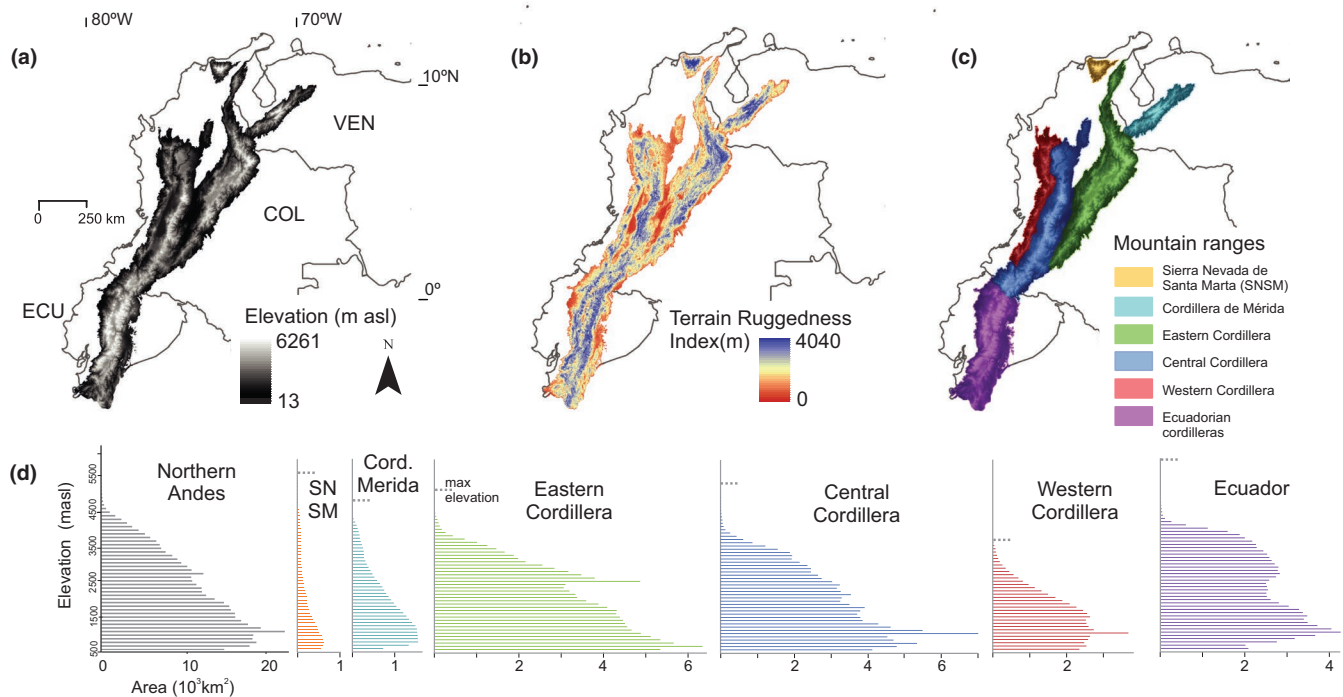 80ºW
70ºW
(a)
(b)
(c)
10ºN
VEN
0
250 km
COL
0º
ECU
Elevation (m asl)
6261
13
N
Terrain Ruggedness
Index(m)
4040
0
Mountain ranges
Sierra Nevada de
Santa Marta (SNSM)
Cordillera de Mérida
Eastern Cordillera
Central Cordillera
Western Cordillera
Ecuadorian
cordilleras
(d)
Elevation (masl)
5500
4500
3500
2500
1500
500
Northern
Andes
0 10 20
Area (10³km²)
SN
SM
1
Cord.
Merida
1
max
elevation
Eastern
Cordillera
2 4 6
Central
Cordillera
0 2 4 7
Western
Cordillera
2
Ecuador
0 2 4